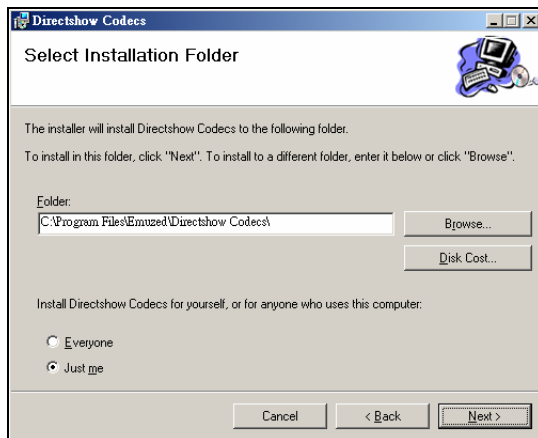 Directshow Codecs
Select Installation Folder
The installer will install Directshow Codecs to the following folder.
To install in this folder, click "Next". To install to a different folder, enter it below or click "Browse".
Folder:
C:\Program Files\Emuzed\Directshow Codecs\
Browse...
Disk Cost...
Install Directshow Codecs for yourself, or for anyone who uses this computer:
Everyone
Just me
Cancel
< Back
Next >